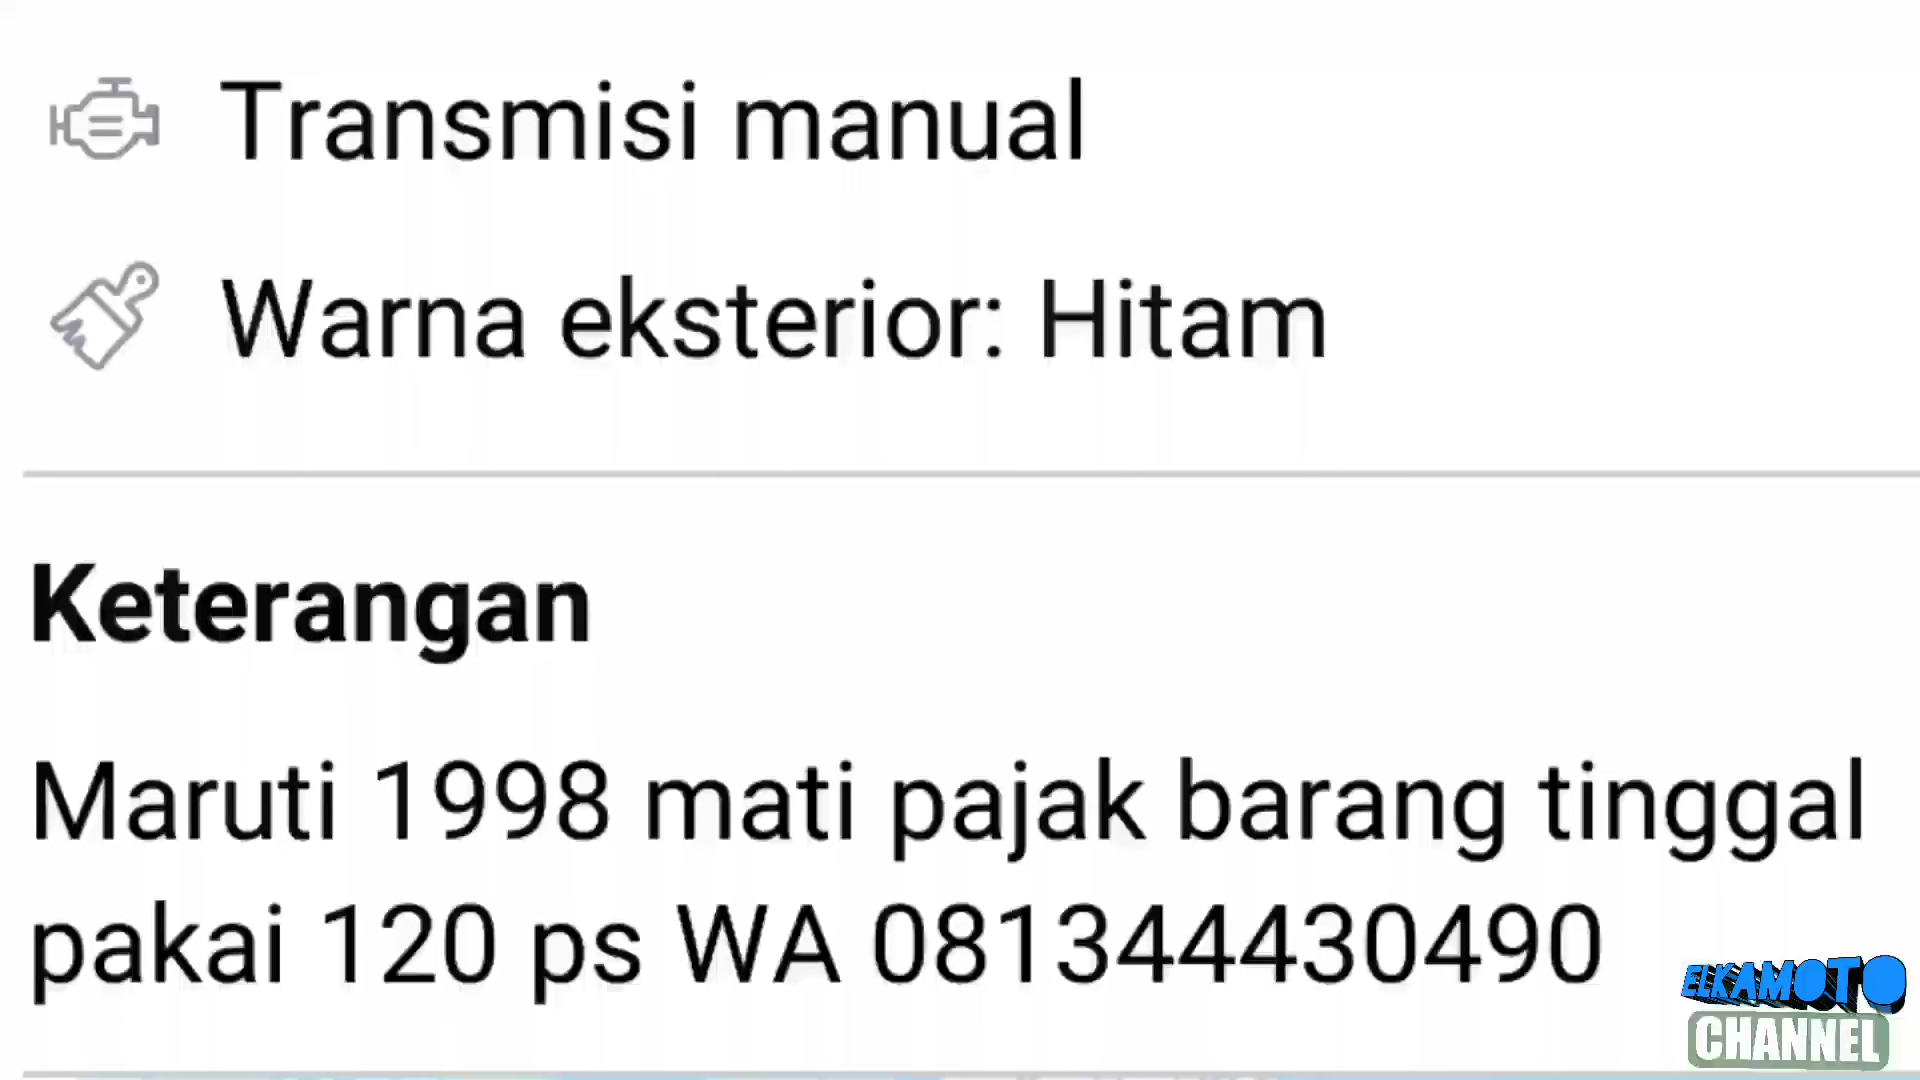 Transmisi manual
Warna eksterior: Hitam
Keterangan
Maruti 1998 mati pajak barang tinggal
pakai 120 ps WA 081344430490
ELKAMOTO
CHANNEL